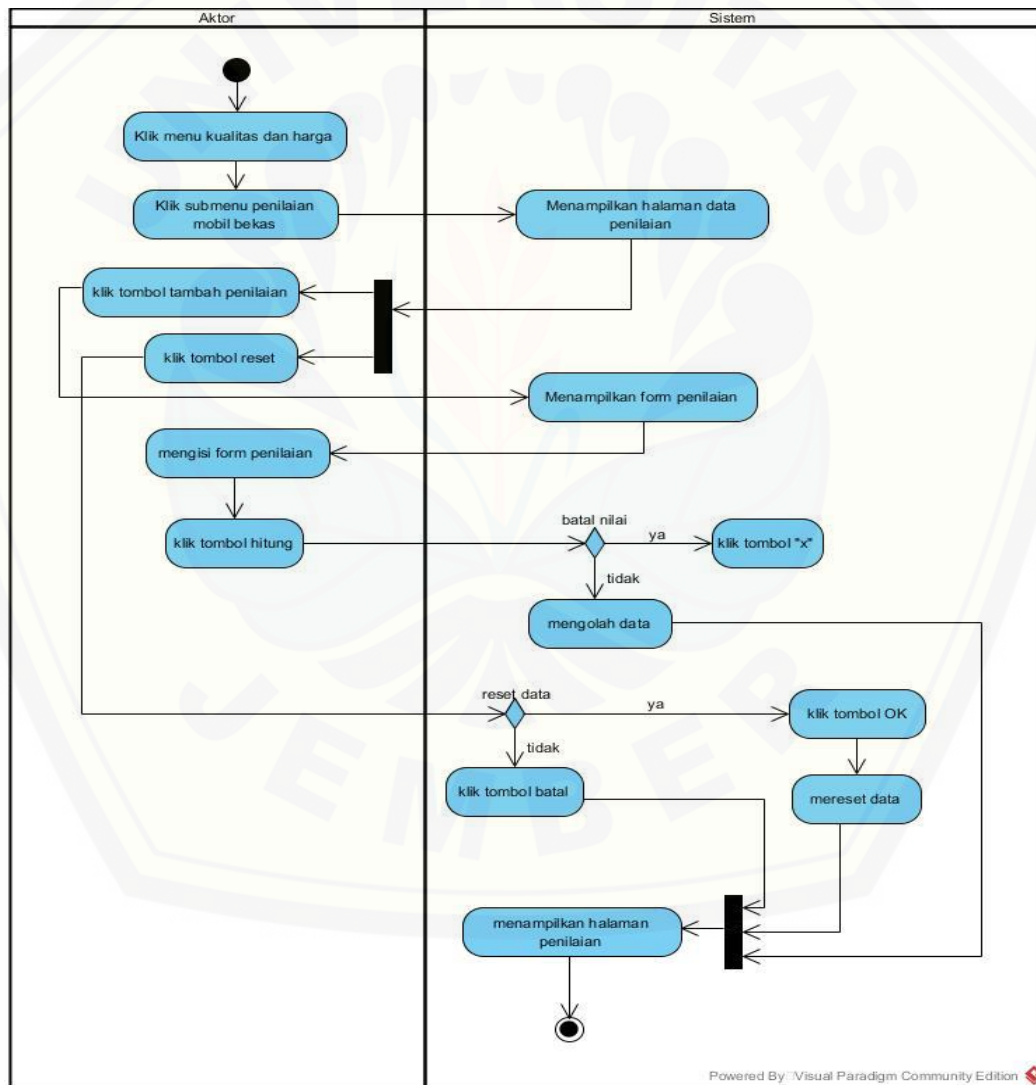 Aktor
Sistem
Klik menu kualitas dan harga
Klik submenu penilaian
mobil bekas
Menampilkan halaman data
penilaian
klik tombol tambah penilaian
klik tombol reset
Menampilkan form penilaian
mengisi form penilaian
klik tombol hitung
batal nilai
ya
klik tombol "x"
tidak
mengolah data
reset data
ya
klik tombol OK
tidak
klik tombol batal
mereset data
menampilkan halaman
penilaian
UNIVERSITAS
JEMBER
Powered By Visual Paradigm Community Edition